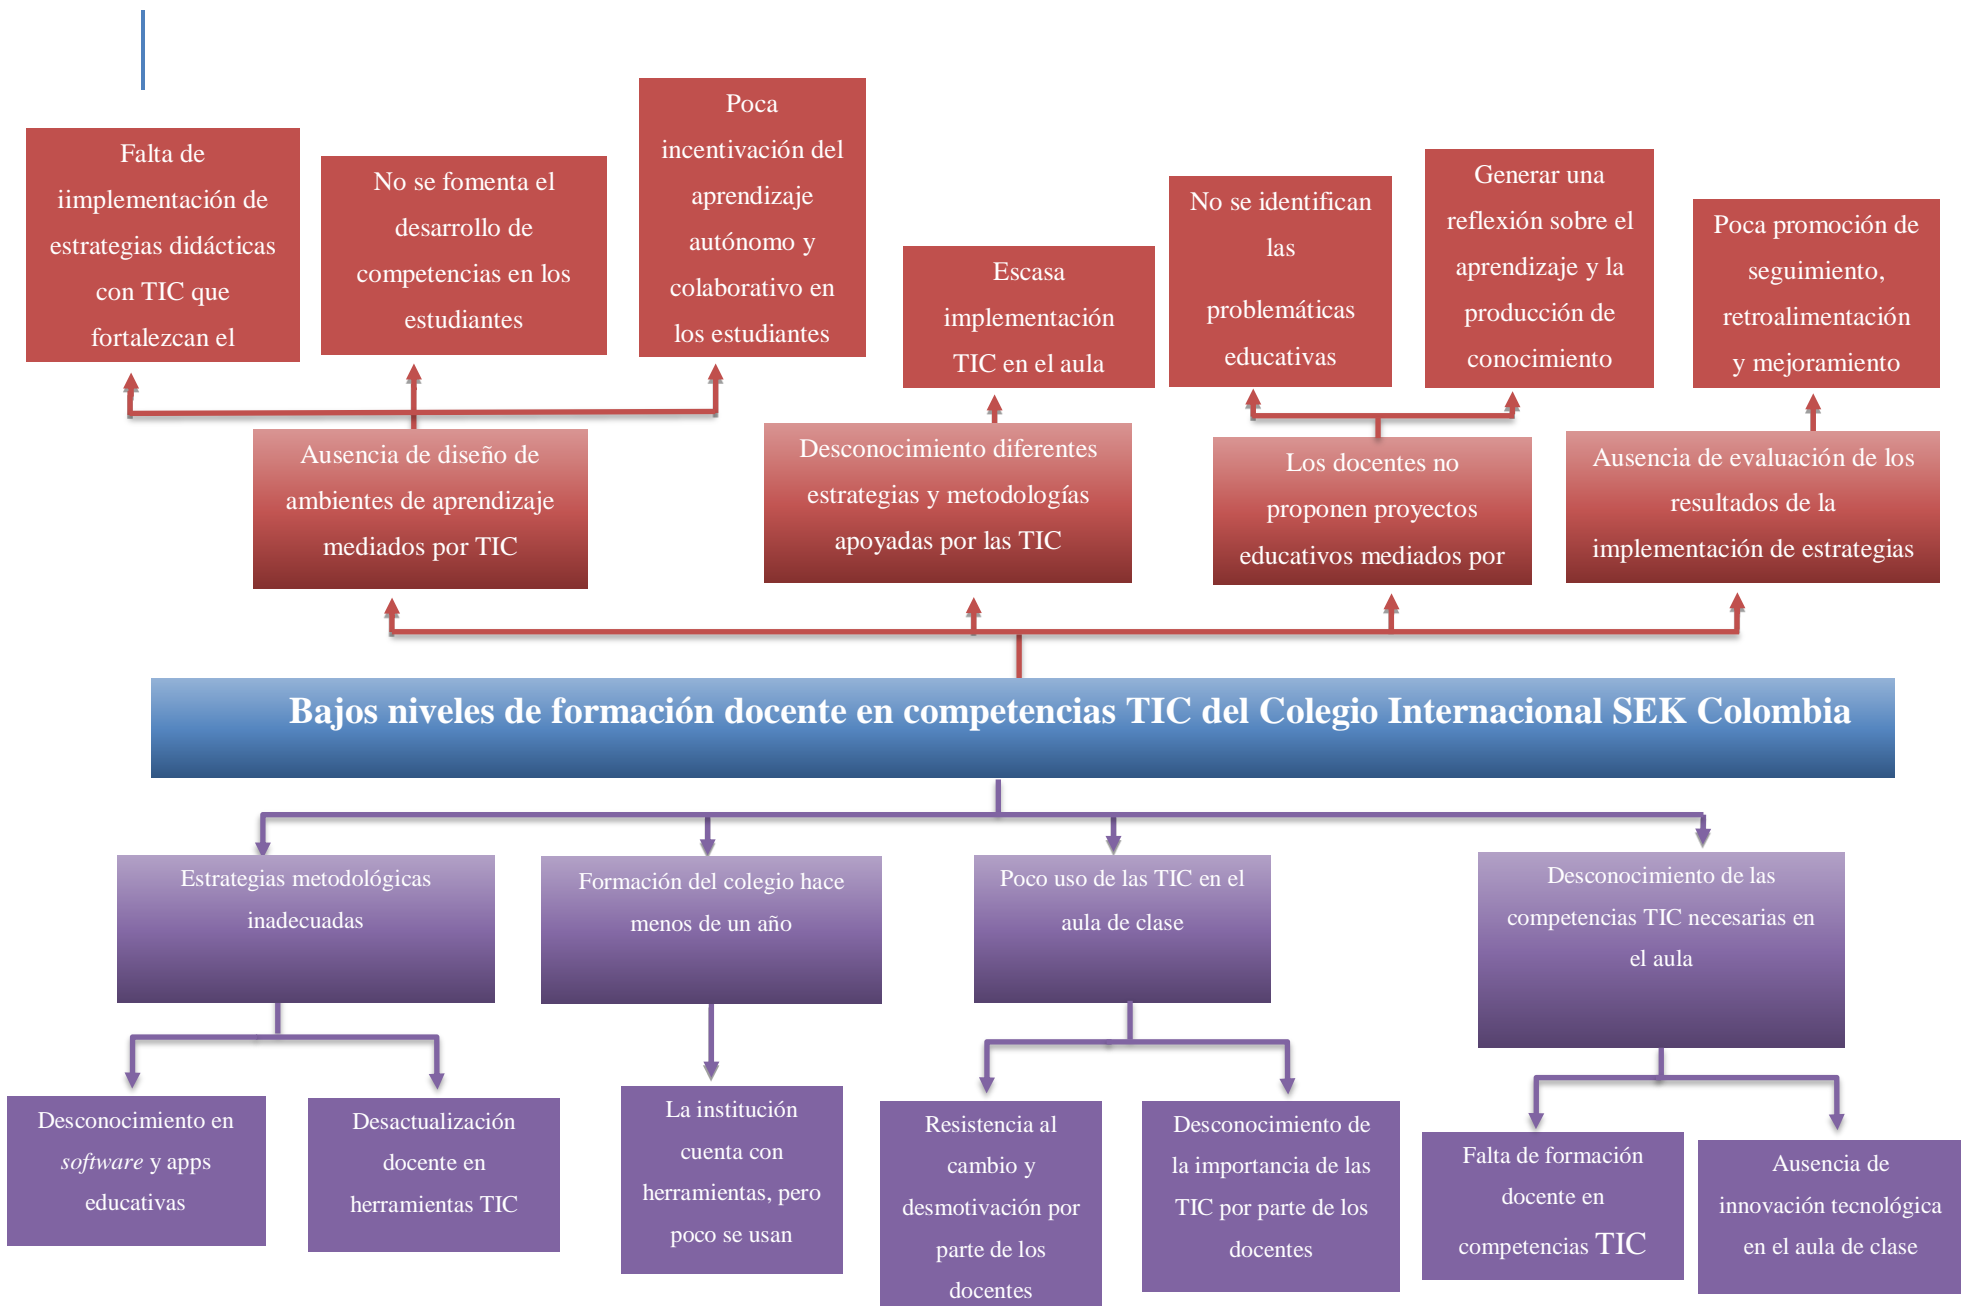 Falta de
iimplementación de
estrategias didácticas
con TIC que
fortalezcan el
No se fomenta el
desarrollo de
competencias en los
estudiantes
Poca
incentivación del
aprendizaje
autónomo y
colaborativo en
los estudiantes
Escasa
implementación
TIC en el aula
No se identifican
las
problemáticas
educativas
Generar una
reflexión sobre el
aprendizaje y la
producción de
conocimiento
Poca promoción de
seguimiento,
retroalimentación
y mejoramiento
Ausencia de diseño de
ambientes de aprendizaje
mediados por TIC
Desconocimiento diferentes
estrategias y metodologías
apoyadas por las TIC
Los docentes no
proponen proyectos
educativos mediados por
Ausencia de evaluación de los
resultados de la
implementación de estrategias
Bajos niveles de formación docente en competencias TIC del Colegio Internacional SEK Colombia
Estrategias metodológicas
inadecuadas
Formación del colegio hace
menos de un año
Poco uso de las TIC en el
aula de clase
Desconocimiento de las
competencias TIC necesarias en
el aula
Desconocimiento en
software y apps
educativas
Desactualización
docente en
herramientas TIC
La institución
cuenta con
herramientas, pero
poco se usan
Resistencia al
cambio y
desmotivación por
parte de los
docentes
Desconocimiento de
la importancia de las
TIC por parte de los
docentes
Falta de formación
docente en
competencias TIC
Ausencia de
innovación tecnológica
en el aula de clase